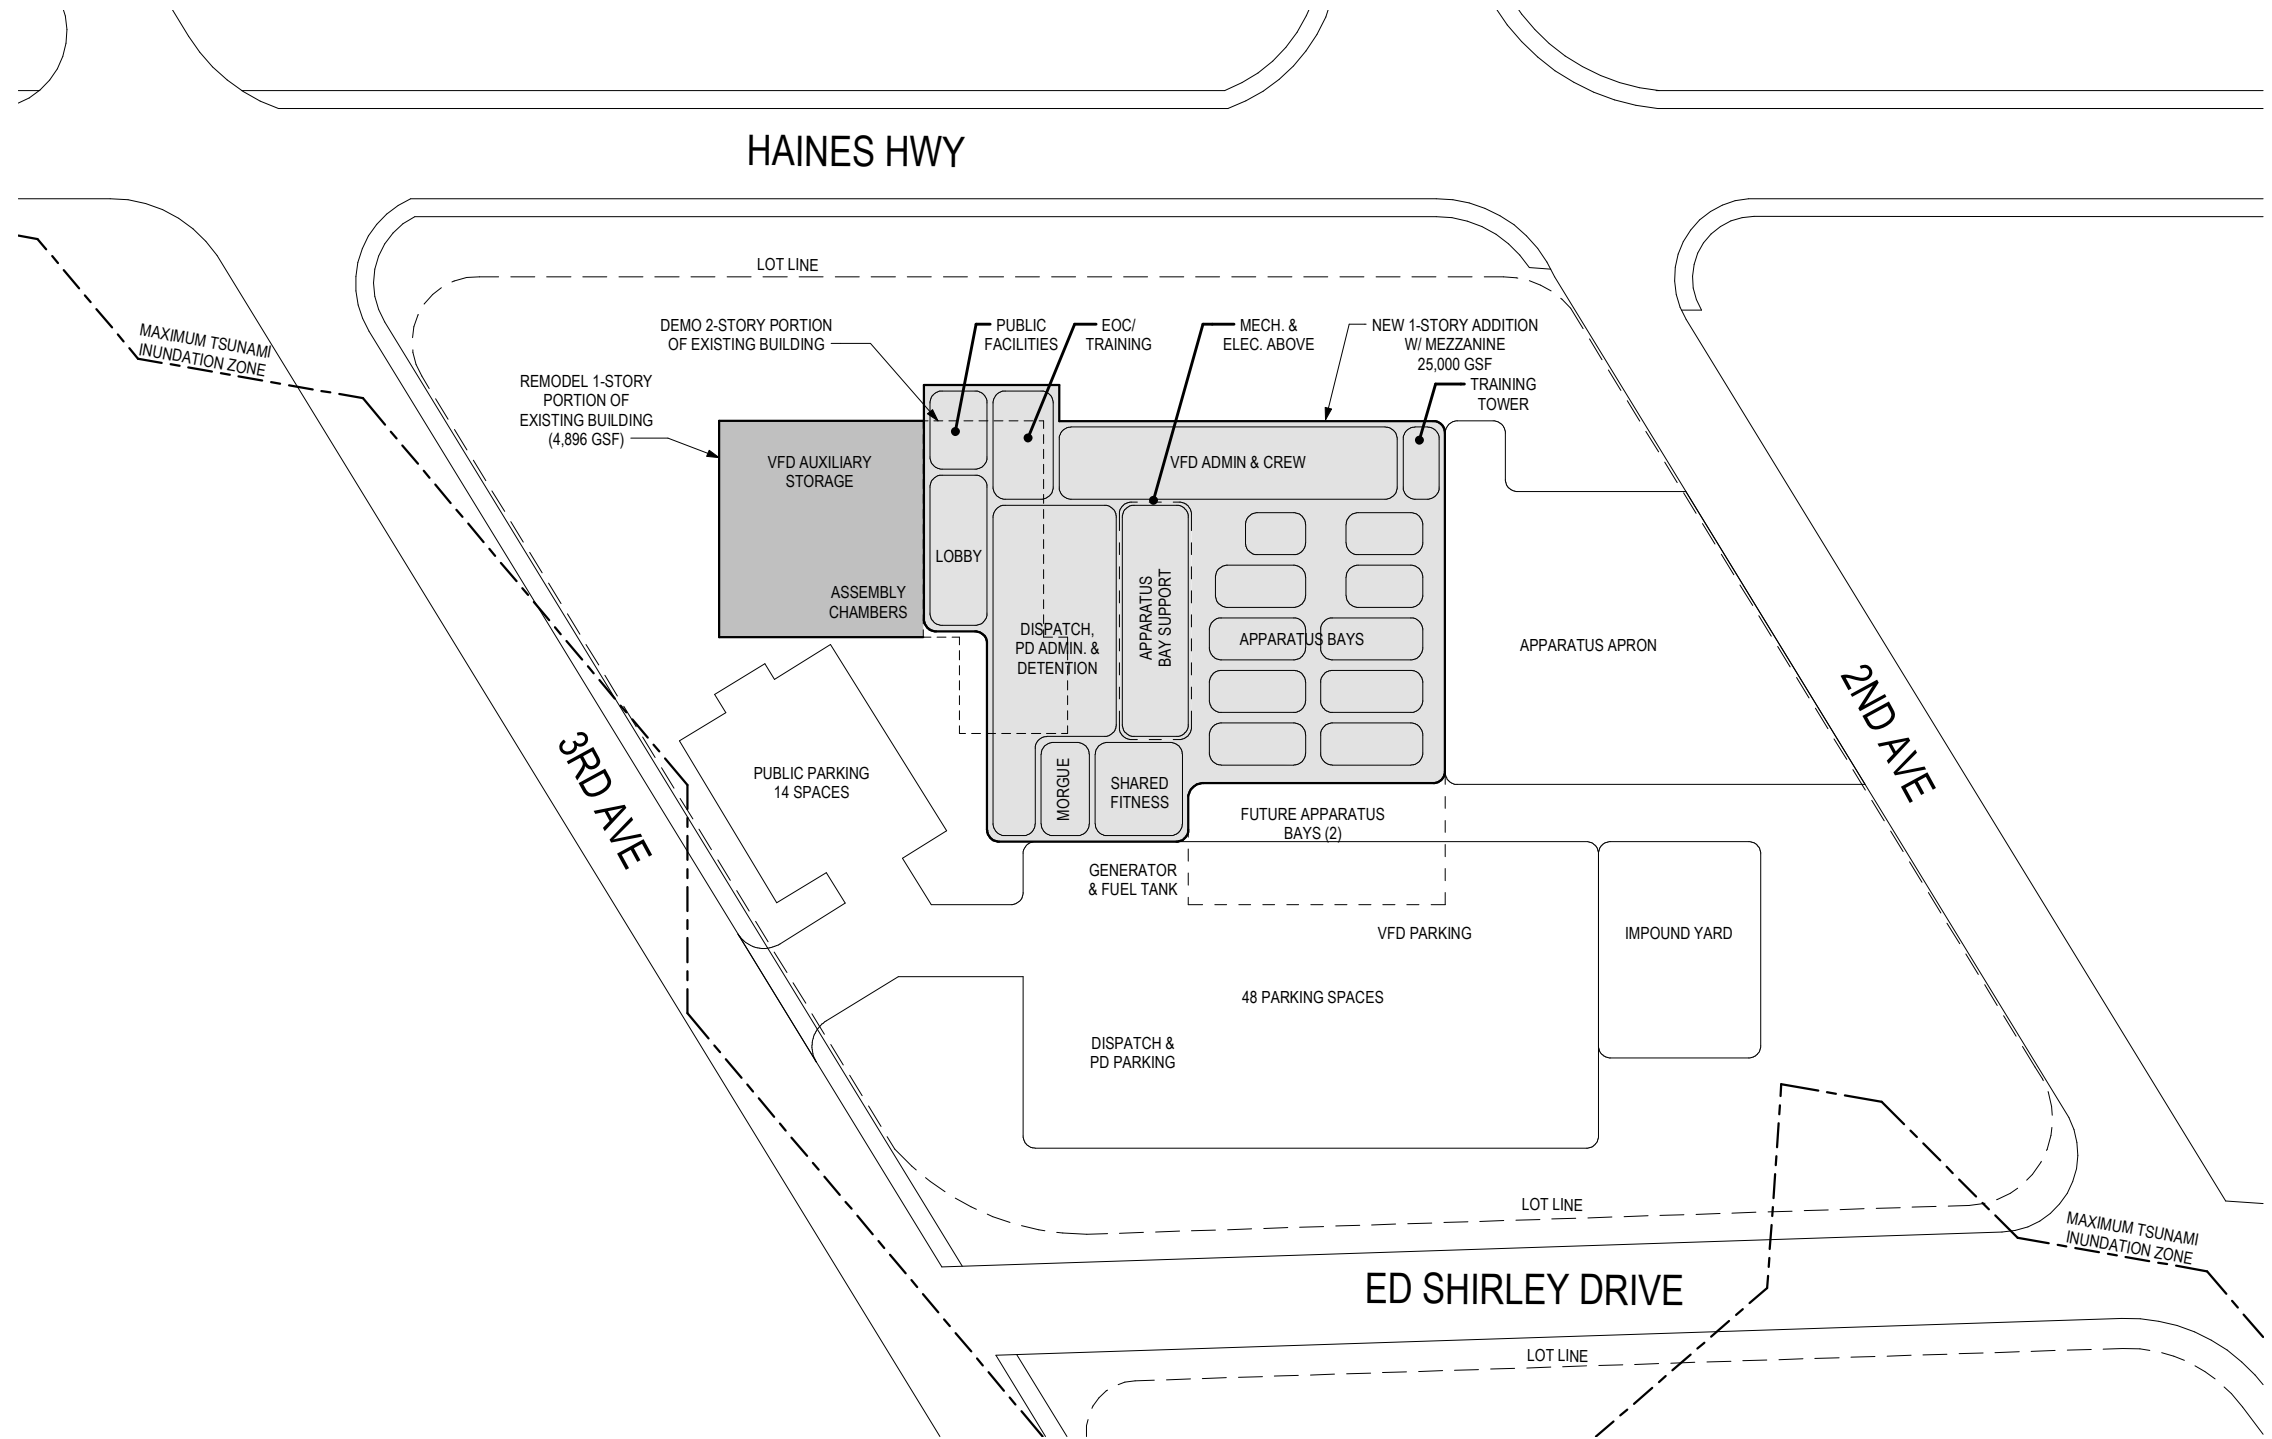 HAINES HWY
LOT LINE
MAXIMUM TSUNAMI
INUNDATION ZONE
DEMO 2-STORY PORTION
OF EXISTING BUILDING
PUBLIC
FACILITIES
EOC/
TRAINING
MECH. &
ELEC. ABOVE
NEW 1-STORY ADDITION
W/ MEZZANINE
25,000 GSF
TRAINING
TOWER
REMODEL 1-STORY
PORTION OF
EXISTING BUILDING
(4,896 GSF)
VFD AUXILIARY
STORAGE
VFD ADMIN & CREW
LOBBY
ASSEMBLY
CHAMBERS
DISPATCH,
PD ADMIN. &
DETENTION
APPARATUS
BAY SUPPORT
APPARATUS BAYS
APPARATUS APRON
2ND AVE
3RD AVE
PUBLIC PARKING
14 SPACES
MORGUE
SHARED
FITNESS
FUTURE APPARATUS
BAYS (2)
GENERATOR
& FUEL TANK
VFD PARKING
IMPOUND YARD
48 PARKING SPACES
DISPATCH &
PD PARKING
LOT LINE
MAXIMUM TSUNAMI
INUNDATION ZONE
ED SHIRLEY DRIVE
LOT LINE